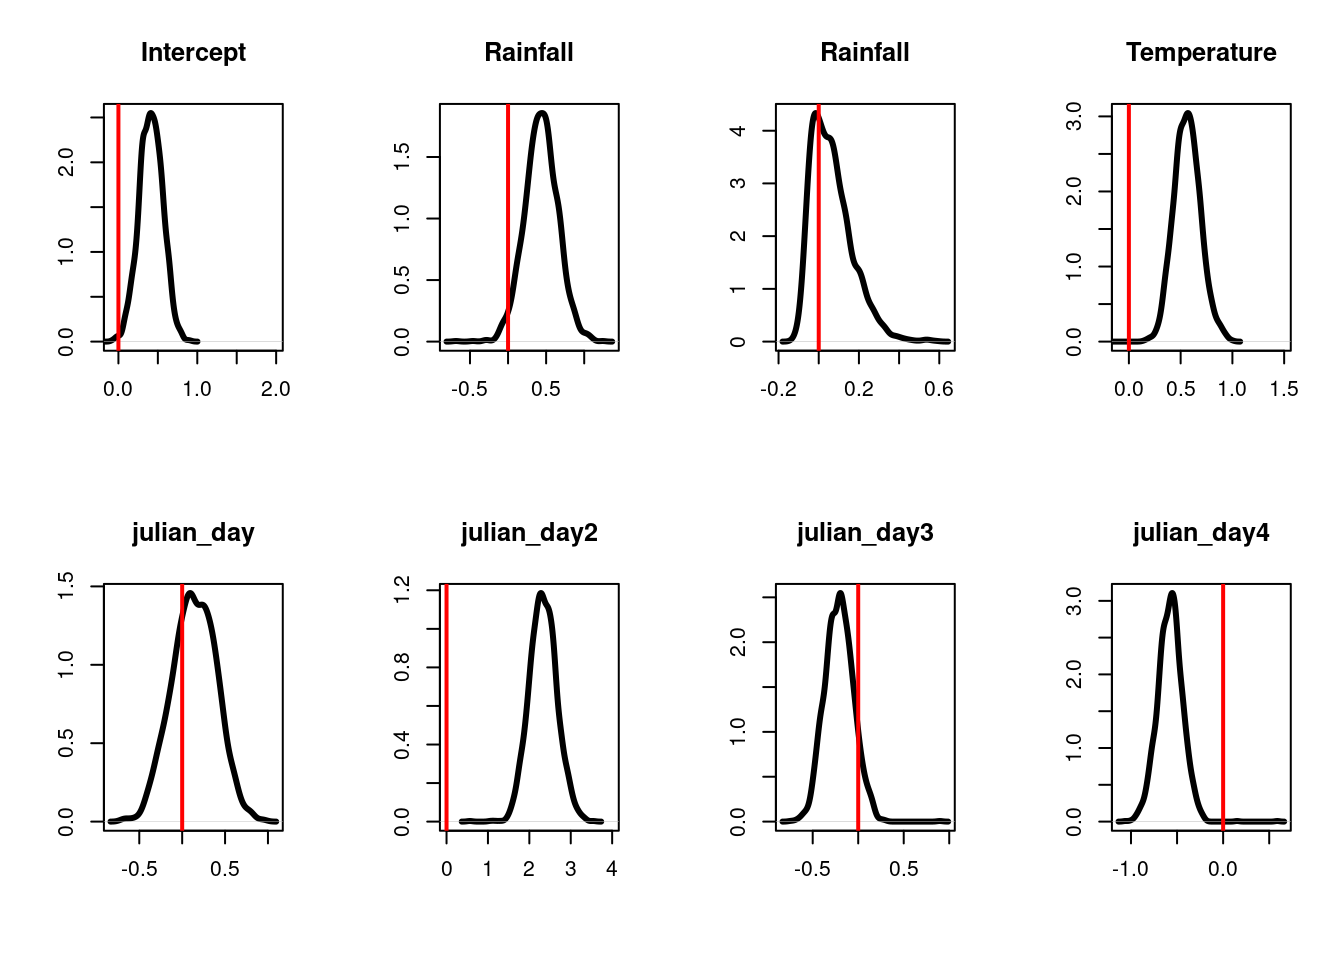 Intercept
0.0 1.0 2.0
0.0 1.0 2.0
Rainfall
0.0 0.5 1.0 1.5
-0.5 0.5
Rainfall
0 1 2 3 4
-0.2 0.2 0.6
Temperature
0.0 1.0 2.0 3.0
0.0 0.5 1.0 1.5
julian_day
0.0 0.5 1.0 1.5
-0.5 0.5
julian_day2
0.0 0.4 0.8 1.2
0 1 2 3 4
julian_day3
0.0 1.0 2.0
-0.5 0.5
julian_day4
0.0 1.0 2.0 3.0
-1.0 0.0